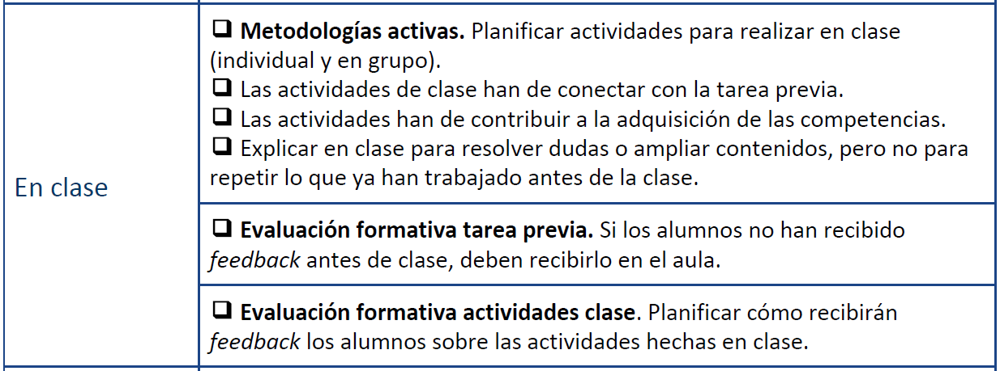 En clase
❑ Metodologías activas. Planificar actividades para realizar en clase
(individual y en grupo).
❑ Las actividades de clase han de conectar con la tarea previa.
❑ Las actividades han de contribuir a la adquisición de las competencias.
❑ Explicar en clase para resolver dudas o ampliar contenidos, pero no para
repetir lo que ya han trabajado antes de la clase.
❑ Evaluación formativa tarea previa. Si los alumnos no han recibido
feedback antes de clase, deben recibirlo en el aula.
❑ Evaluación formativa actividades clase. Planificar cómo recibirán
feedback los alumnos sobre las actividades hechas en clase.